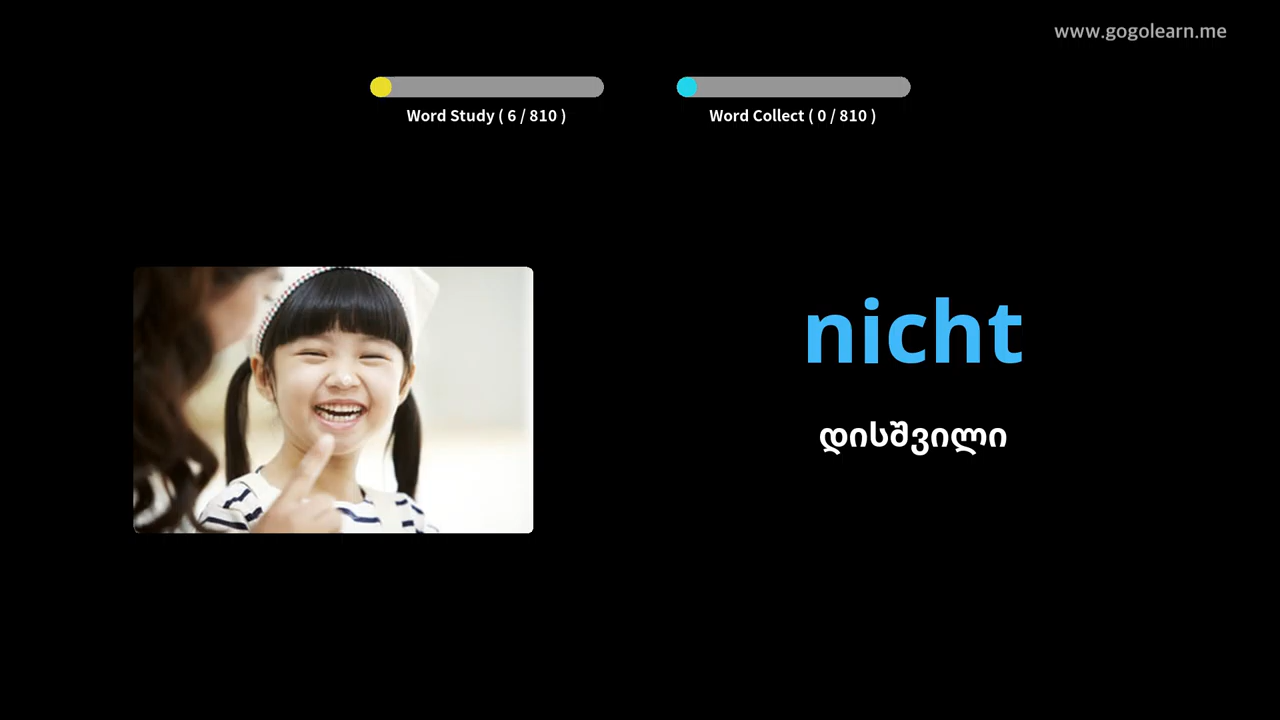 www.gogolearn.me
Word Study ( 6 / 810 )
Word Collect ( 0 / 810 )
nicht
დისშვილი